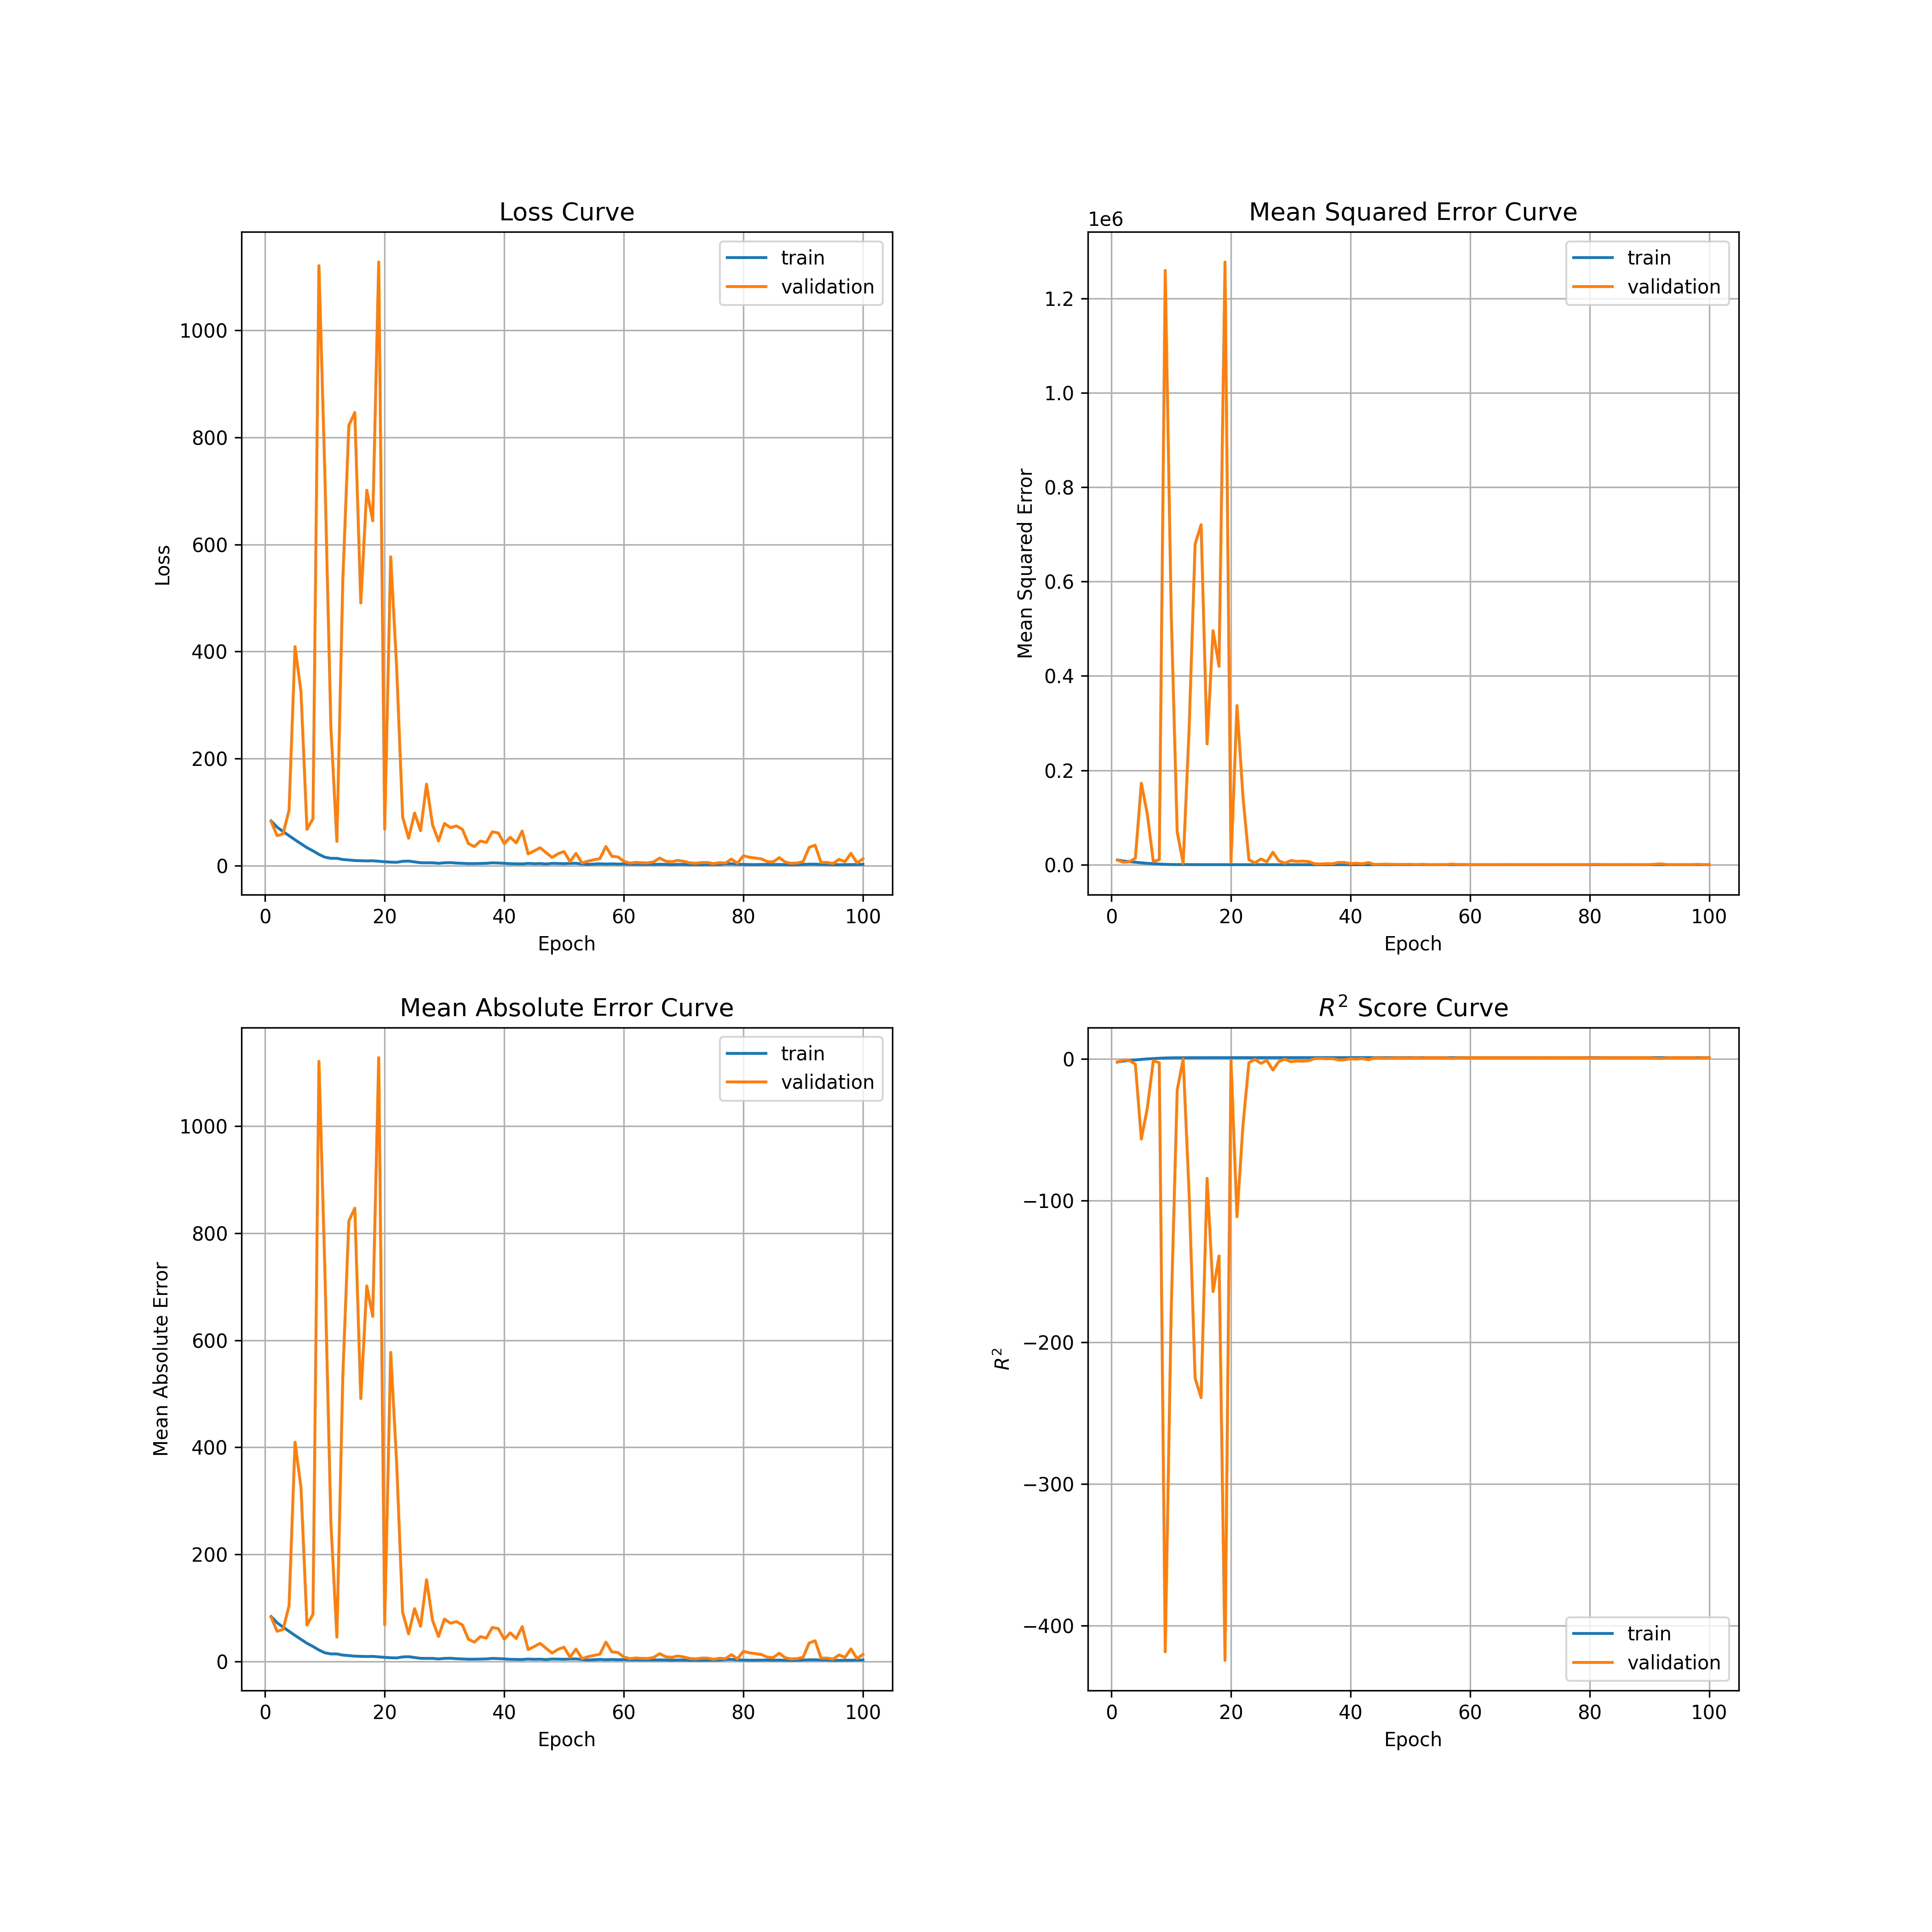 Loss Curve
train
validation
1000
800
600
400
200
0
Loss
0 20 40 60 80 100
Epoch
Mean Squared Error Curve
1e6
train
validation
1.2
1.0
0.8
0.6
0.4
0.2
0.0
Mean Squared Error
0 20 40 60 80 100
Epoch
Mean Absolute Error Curve
train
validation
1000
800
600
400
200
0
Mean Absolute Error
0 20 40 60 80 100
Epoch
R² Score Curve
0
−100
−200
−300
−400
R²
train
validation
0 20 40 60 80 100
Epoch